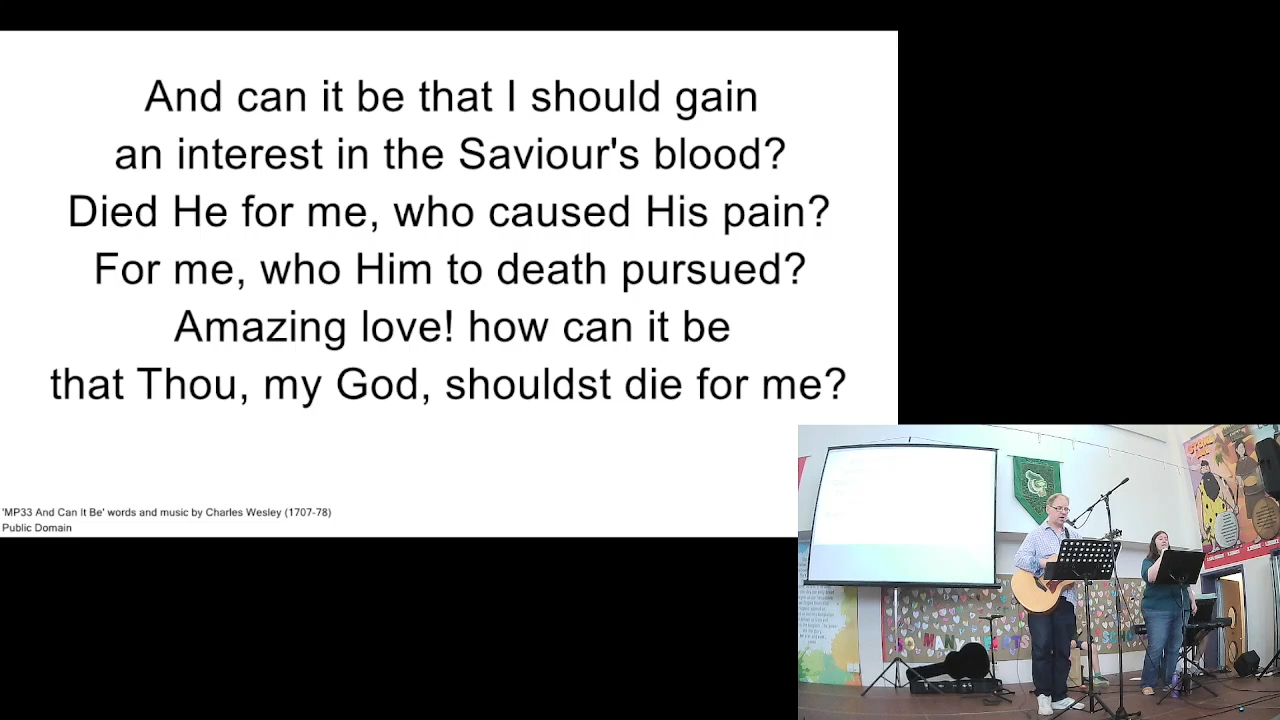 And can it be that I should gain
an interest in the Saviour's blood?
Died He for me, who caused His pain?
For me, who Him to death pursued?
Amazing love! how can it be
that Thou, my God, shouldst die for me?
'MP33 And Can It Be' words and music by Charles Wesley (1707-78)
Public Domain